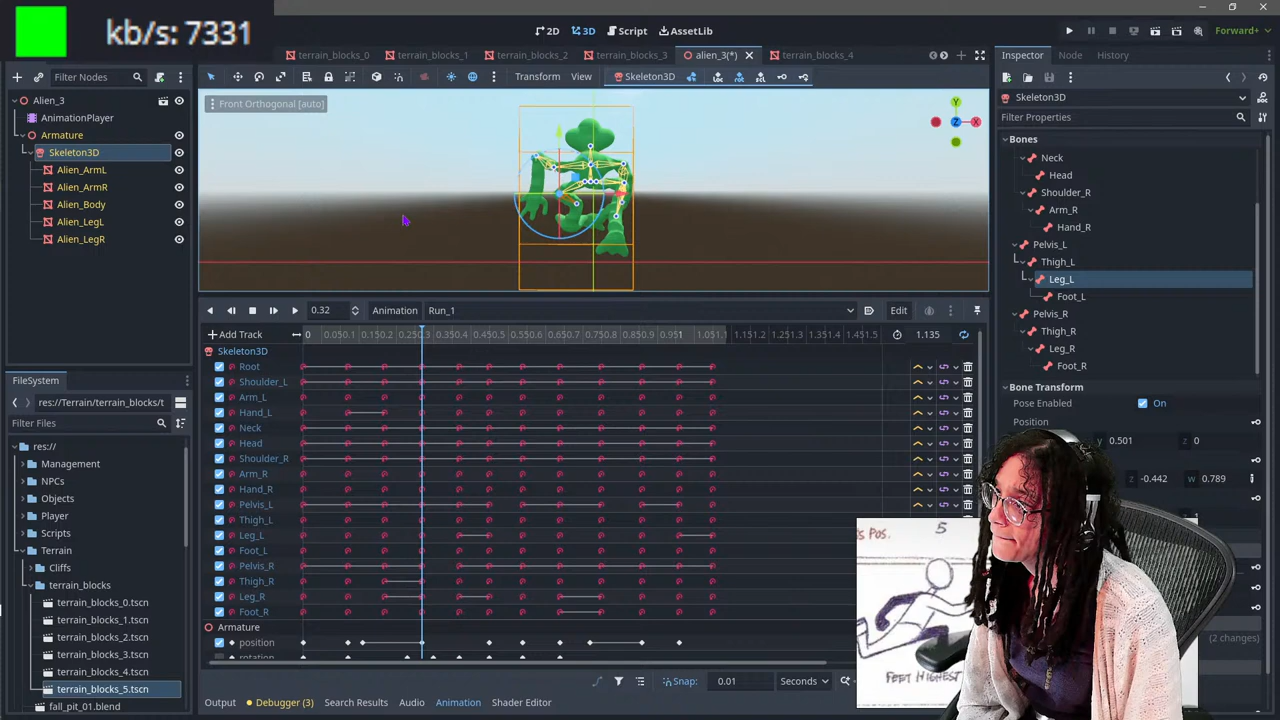 kb/s: 7331
2D 3D Script AssetLib
Forward+
terrain_blocks_0 terrain_blocks_1 terrain_blocks_2 terrain_blocks_3 alien_3(*) terrain_blocks_4
Inspector Node History
Filter Nodes
Transform View Skeleton3D
Skeleton3D
Filter Properties
Alien_3
AnimationPlayer
Armature
Skeleton3D
Alien_ArmL
Alien_ArmR
Alien_Body
Alien_LegL
Alien_LegR
Front Orthogonal [auto]
Y
Z
X
Bones
Neck
Head
Shoulder_R
Arm_R
Hand_R
Pelvis_L
Thigh_L
Leg_L
Foot_L
Pelvis_R
Thigh_R
Leg_R
Foot_R
Bone Transform
Pose Enabled On
Position
y 0.501 z 0
z -0.442 w 0.789
(2 changes)
0.32 Animation Run_1 Edit
Add Track
1.135
Skeleton3D
Root
Shoulder_L
Arm_L
Hand_L
Neck
Head
Shoulder_R
Arm_R
Hand_R
Pelvis_L
Thigh_L
Leg_L
Foot_L
Pelvis_R
Thigh_R
Leg_R
Foot_R
Armature
position
rotation
Snap: 0.01 Seconds
Output Debugger (3) Search Results Audio Animation Shader Editor
FileSystem
res://Terrain/terrain_blocks/t
Filter Files
res://
Management
NPCs
Objects
Player
Scripts
Terrain
Cliffs
terrain_blocks
terrain_blocks_0.tscn
terrain_blocks_1.tscn
terrain_blocks_2.tscn
terrain_blocks_3.tscn
terrain_blocks_4.tscn
terrain_blocks_5.tscn
fall_pit_01.blend
POS. 5
FEET HIGHEST